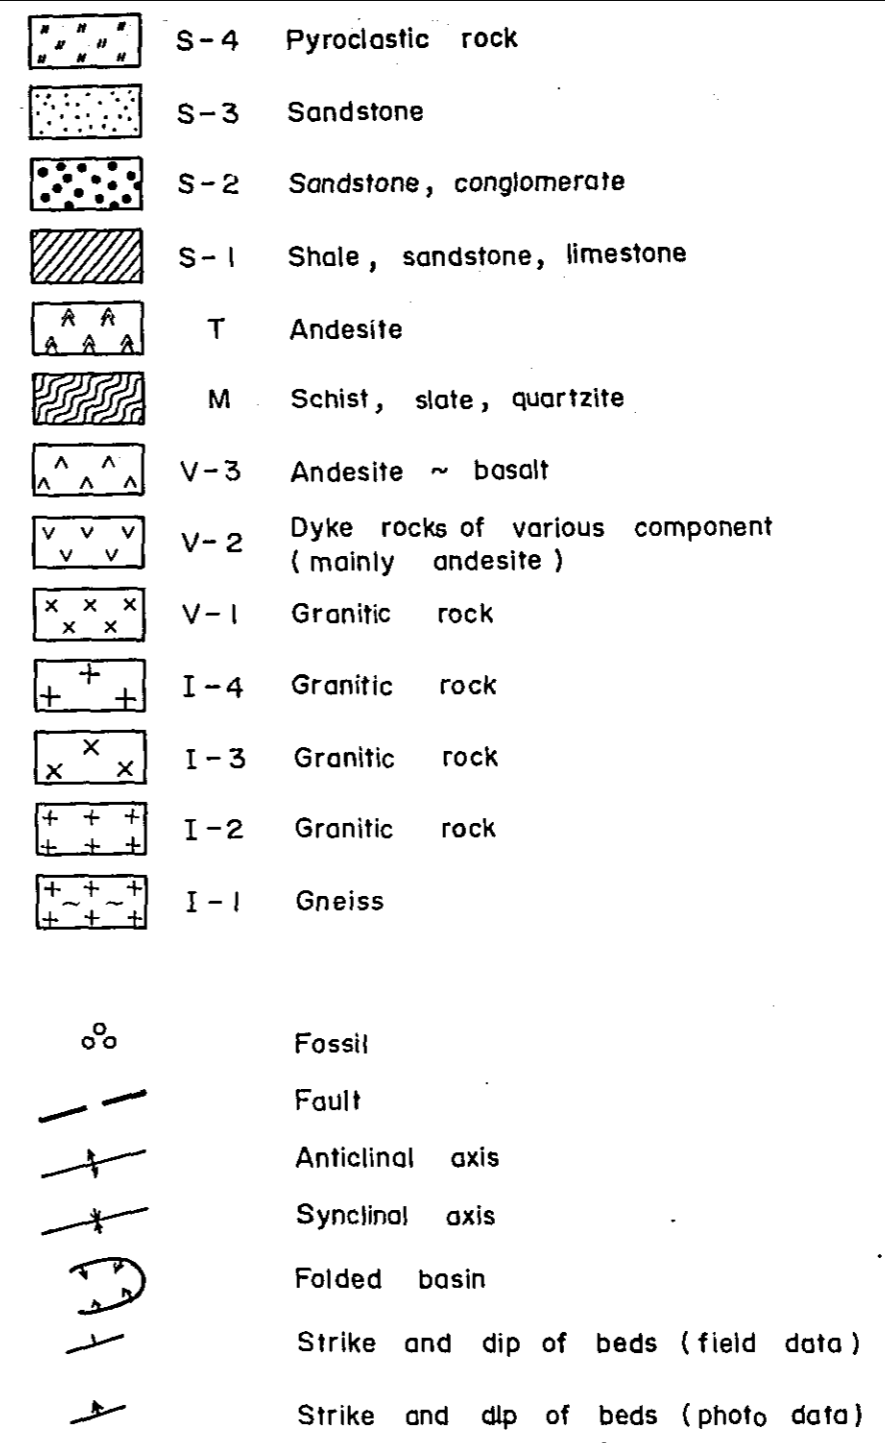 S-4 Pyroclastic rock
S-3 Sandstone
S-2 Sandstone, conglomerate
S-1 Shale, sandstone, limestone
T Andesite
M Schist, slate, quartzite
V-3 Andesite ~ basalt
V-2 Dyke rocks of various component
(mainly andesite)
V-1 Granitic rock
I-4 Granitic rock
I-3 Granitic rock
I-2 Granitic rock
I-1 Gneiss
Fossil
Fault
Anticlinal axis
Synclinal axis
Folded basin
Strike and dip of beds (field data)
Strike and dip of beds (photo data)